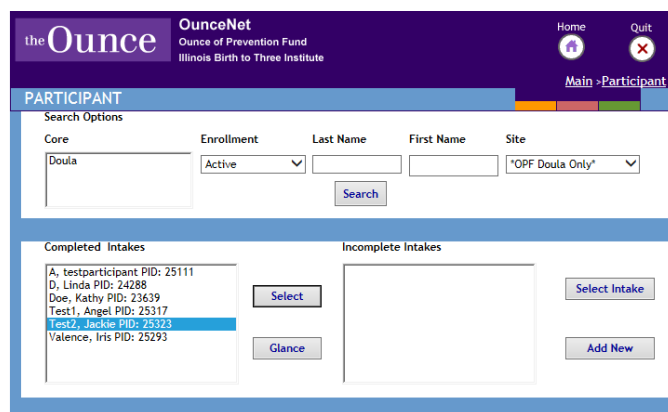 the Ounce
OunceNet
Ounce of Prevention Fund
Illinois Birth to Three Institute
Home
Quit
Main >Participant
PARTICIPANT
Search Options
Core
Enrollment
Last Name
First Name
Site
Doula
Active
*OPF Doula Only*
Search
Completed Intakes
Incomplete Intakes
A, testparticipant PID: 25111
D, Linda PID: 24288
Doe, Kathy PID: 23639
Test1, Angel PID: 25317
Test2, Jackie PID: 25323
Valence, Iris PID: 25293
Select
Glance
Select Intake
Add New